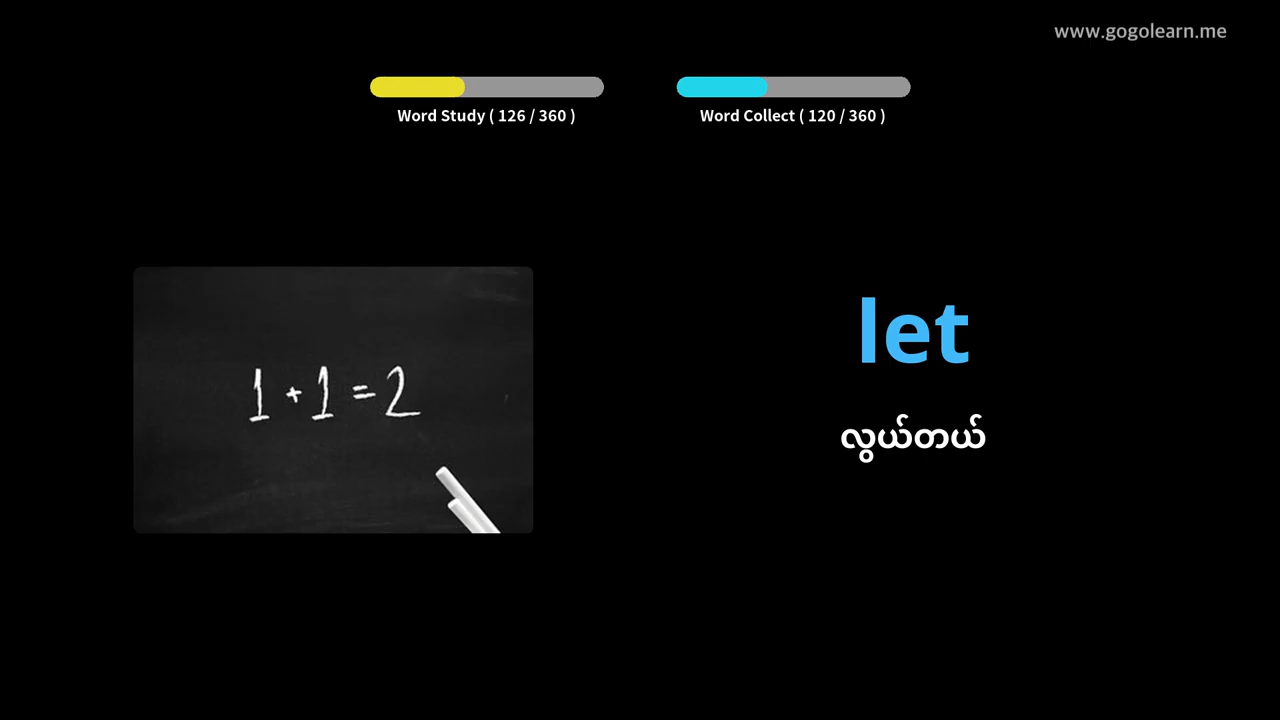 www.gogolearn.me
Word Study ( 126 / 360 )
Word Collect ( 120 / 360 )
1 + 1 = 2
let
လွယ်တယ်